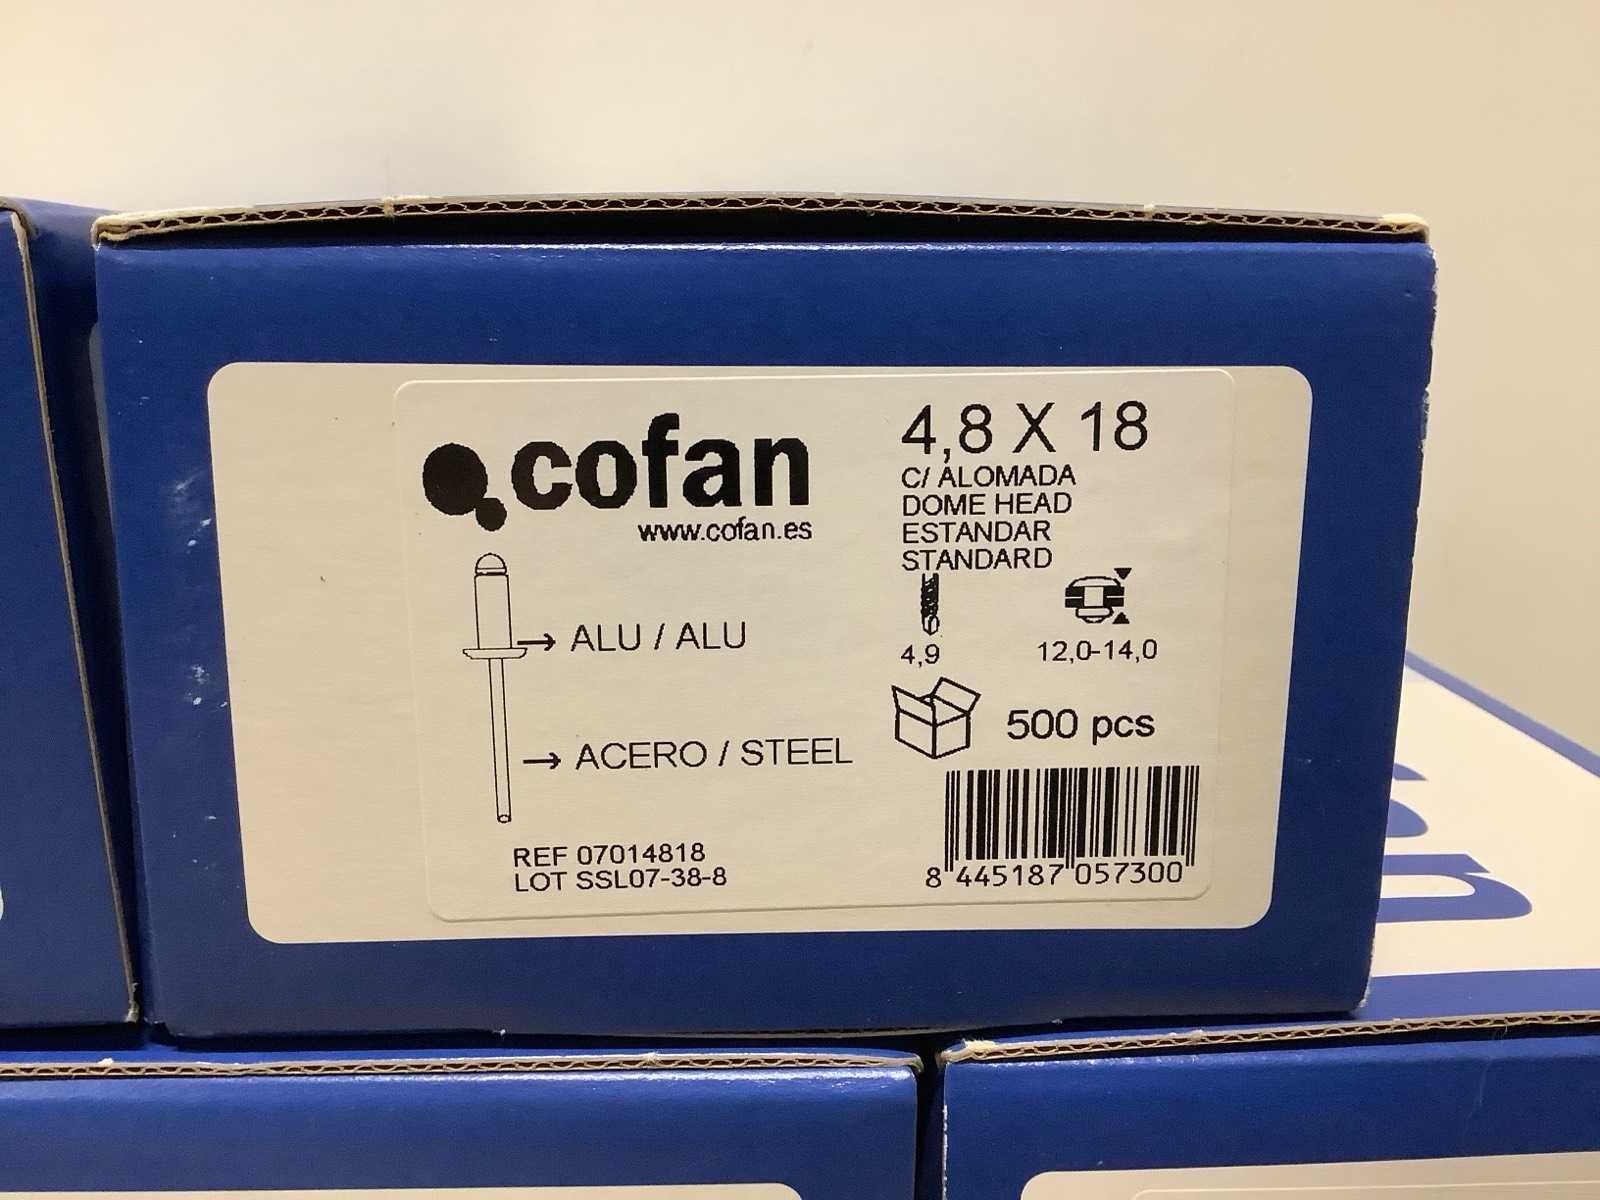 cofan
www.cofan.es
4,8 X 18
C/ ALOMADA
DOME HEAD
ESTANDAR
STANDARD
4,9
12,0-14,0
ALU / ALU
500 pcs
ACERO / STEEL
REF 07014818
LOT SSL07-38-8
8 445187 057300